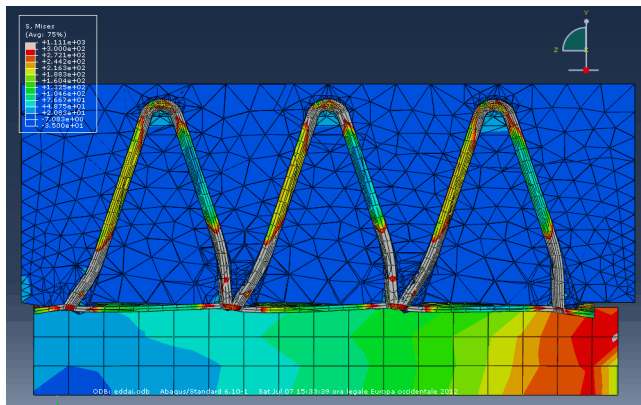 S, Mises
(Avg: 75%)
+1.111e+03
+3.000e+02
+2.721e+02
+2.442e+02
+2.163e+02
+1.883e+02
+1.604e+02
+1.325e+02
+1.046e+02
+7.667e+01
+4.875e+01
+2.083e+01
-7.083e+00
-3.500e+01
Y
Z
ODB: eddai.odb Abaqus/Standard 6.10-1 Sat Jul 07 15:33:39 ora legale Europa occidentale 2012